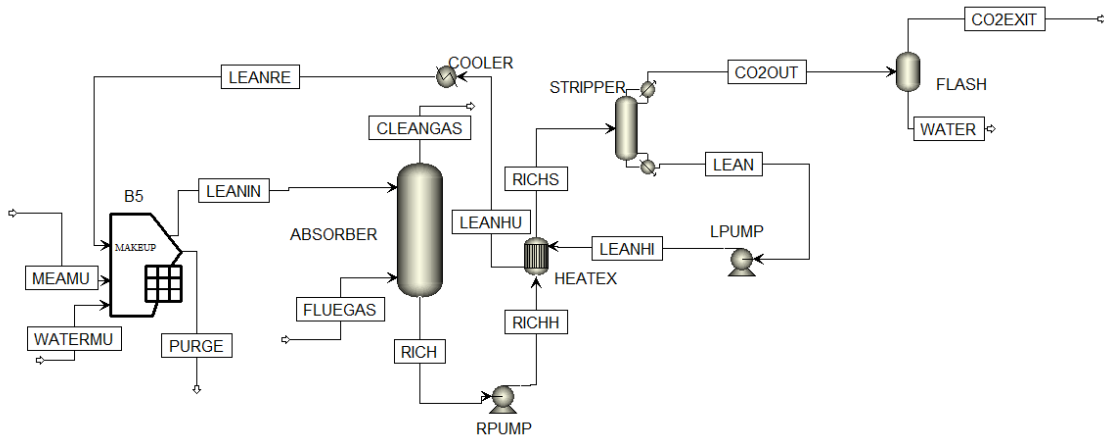 CO2EXIT
COOLER
LEANRE
CO2OUT
STRIPPER
FLASH
CLEANGAS
WATER
LEAN
RICHS
B5
LEANIN
LEANHU
LPUMP
ABSORBER
MAKEUP
LEANHI
MEAMU
HEATEX
FLUEGAS
RICHH
WATERMU
PURGE
RICH
RPUMP